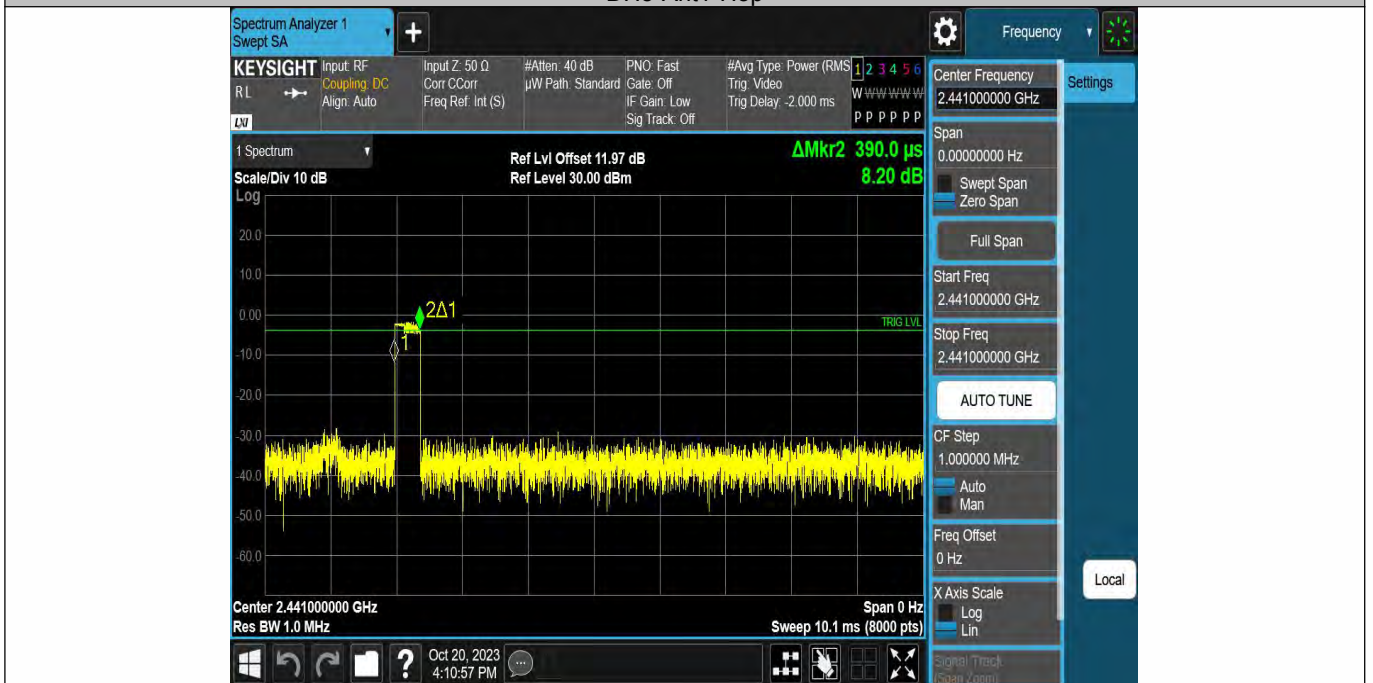 Spectrum Analyzer 1
Swept SA
+
Frequency
KEYSIGHT
RL
LXI
Input: RF
Coupling: DC
Align: Auto
Input Z: 50 Ω
Corr CCorr
Freq Ref: Int (S)
#Atten: 40 dB
µW Path: Standard
PNO: Fast
Gate: Off
IF Gain: Low
Sig Track: Off
#Avg Type: Power (RMS
Trig: Video
Trig Delay: -2.000 ms
1 2 3 4 5 6
W W W W W W
P P P P P P
Center Frequency
2.441000000 GHz
Settings
1 Spectrum
Scale/Div 10 dB
Log
Ref Lvl Offset 11.97 dB
Ref Level 30.00 dBm
ΔMkr2 390.0 µs
8.20 dB
20.0
10.0
0.00
-10.0
-20.0
-30.0
-40.0
-50.0
-60.0
2Δ1
1
TRIG LVL
Center 2.441000000 GHz
Res BW 1.0 MHz
Span 0 Hz
Sweep 10.1 ms (8000 pts)
Span
0.00000000 Hz
Swept Span
Zero Span
Full Span
Start Freq
2.441000000 GHz
Stop Freq
2.441000000 GHz
AUTO TUNE
CF Step
1.000000 MHz
Auto
Man
Freq Offset
0 Hz
X Axis Scale
Log
Lin
Signal Track
(Span Zoom)
Local
?
Oct 20, 2023
4:10:57 PM